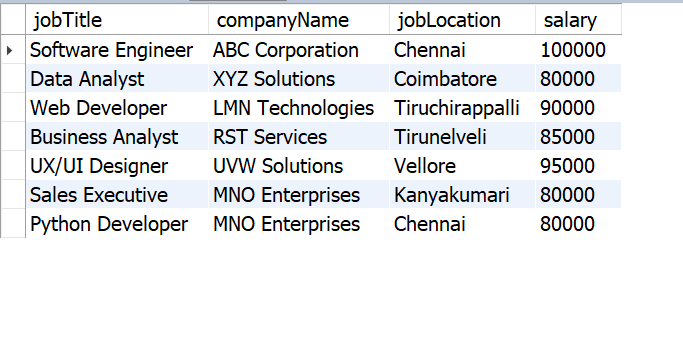 jobTitle companyName jobLocation salary
Software Engineer ABC Corporation Chennai 100000
Data Analyst XYZ Solutions Coimbatore 80000
Web Developer LMN Technologies Tiruchirappalli 90000
Business Analyst RST Services Tirunelveli 85000
UX/UI Designer UVW Solutions Vellore 95000
Sales Executive MNO Enterprises Kanyakumari 80000
Python Developer MNO Enterprises Chennai 80000